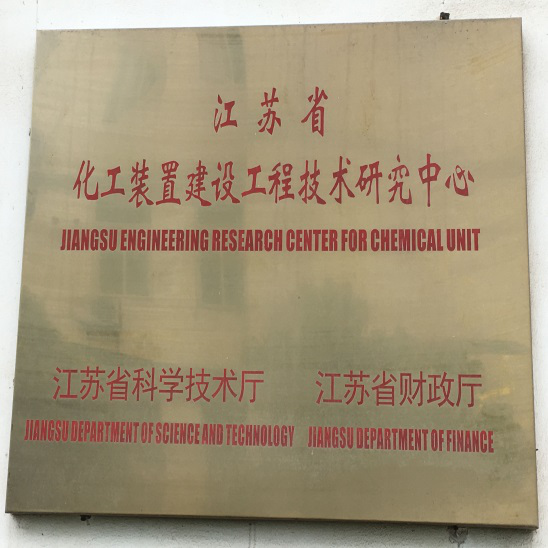 江苏省
化工装置建设工程技术研究中心
JIANGSU ENGINEERING RESEARCH CENTER FOR CHEMICAL UNIT
江苏省科学技术厅 江苏省财政厅
JIANGSU DEPARTMENT OF SCIENCE AND TECHNOLOGY JIANGSU DEPARTMENT OF FINANCE